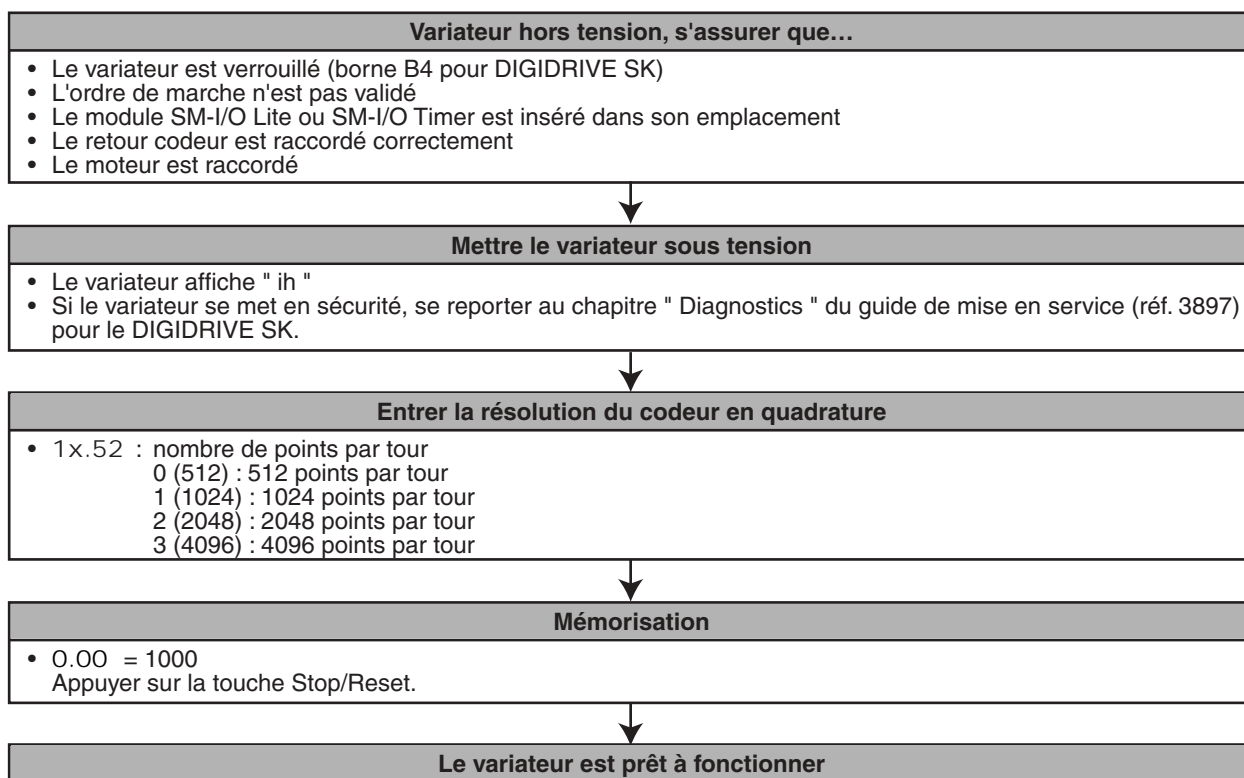 Variateur hors tension, s'assurer que…
• Le variateur est verrouillé (borne B4 pour DIGIDRIVE SK)
• L'ordre de marche n'est pas validé
• Le module SM-I/O Lite ou SM-I/O Timer est inséré dans son emplacement
• Le retour codeur est raccordé correctement
• Le moteur est raccordé
Mettre le variateur sous tension
• Le variateur affiche " ih "
• Si le variateur se met en sécurité, se reporter au chapitre " Diagnostics " du guide de mise en service (réf. 3897)
pour le DIGIDRIVE SK.
Entrer la résolution du codeur en quadrature
• 1x.52 : nombre de points par tour
0 (512) : 512 points par tour
1 (1024) : 1024 points par tour
2 (2048) : 2048 points par tour
3 (4096) : 4096 points par tour
Mémorisation
• 0.00 = 1000
Appuyer sur la touche Stop/Reset.
Le variateur est prêt à fonctionner